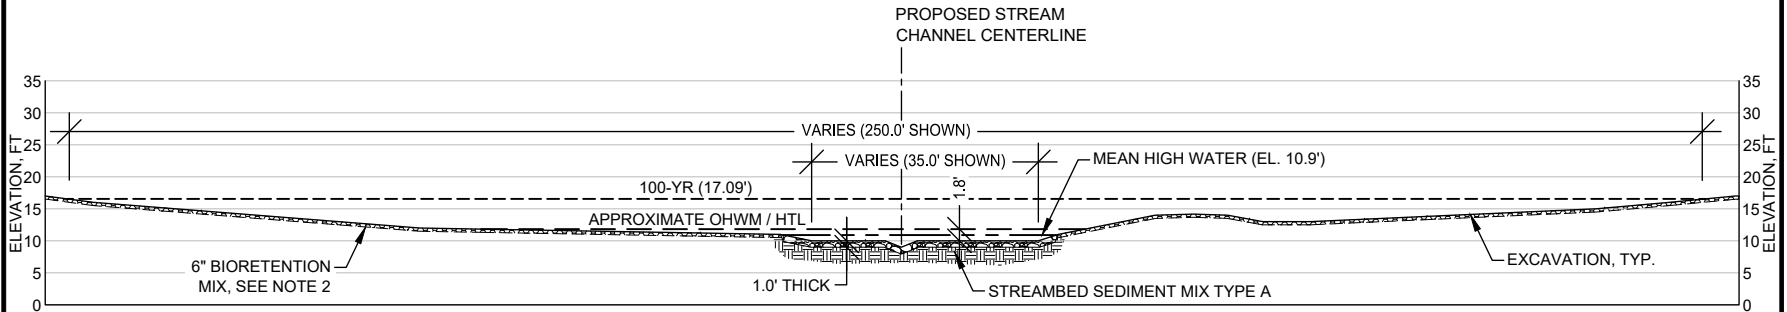 PROPOSED STREAM
CHANNEL CENTERLINE
35
30
25
20
15
10
5
0
ELEVATION, FT
35
30
25
20
15
10
5
0
ELEVATION, FT
VARIES (250.0' SHOWN)
VARIES (35.0' SHOWN)
MEAN HIGH WATER (EL. 10.9')
1.8'
100-YR (17.09')
APPROXIMATE OHWM / HTL
6" BIORETENTION
MIX, SEE NOTE 2
1.0' THICK
STREAMBED SEDIMENT MIX TYPE A
EXCAVATION, TYP.